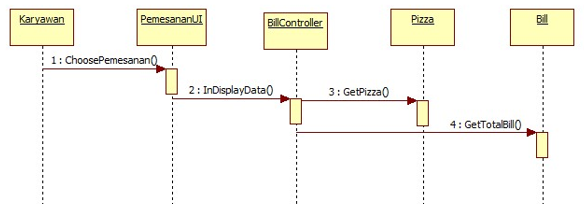 Karyawan
PemesananUI
BillController
Pizza
Bill
1 : ChoosePemesanan()
2 : InDisplayData()
3 : GetPizza()
4 : GetTotalBill()